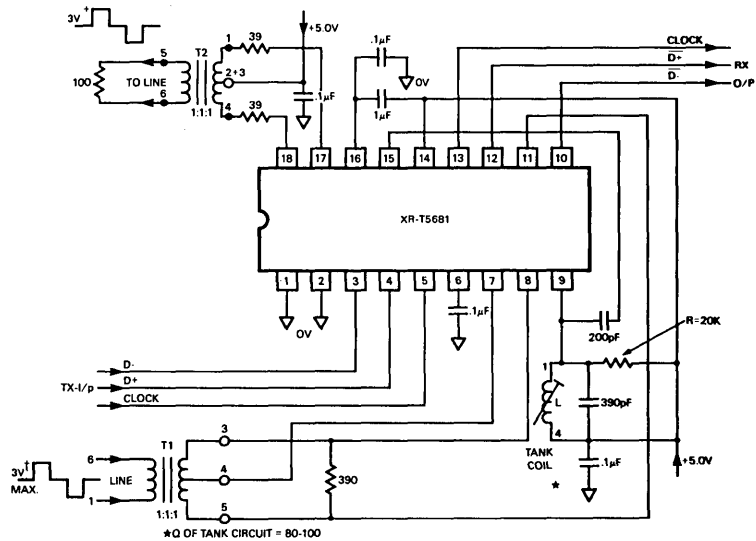 3V
+
+5.0V
1
39
5
T2
2+3
100
TO LINE
.1μF
6
4
39
1:1:1
.1μF
OV
1μF
CLOCK
D+
RX
D-
O/P
18
17
16
15
14
13
12
11
10
XR-T5681
1
2
3
4
5
6
7
8
9
OV
.1μF
200pF
R=20K
D-
TX-I/p
D+
CLOCK
1
L
390pF
4
TANK
COIL
.1μF
+5.0V
★
3
T1
6
3V
MAX.
LINE
4
390
1
5
1:1:1
★Q OF TANK CIRCUIT = 80-100